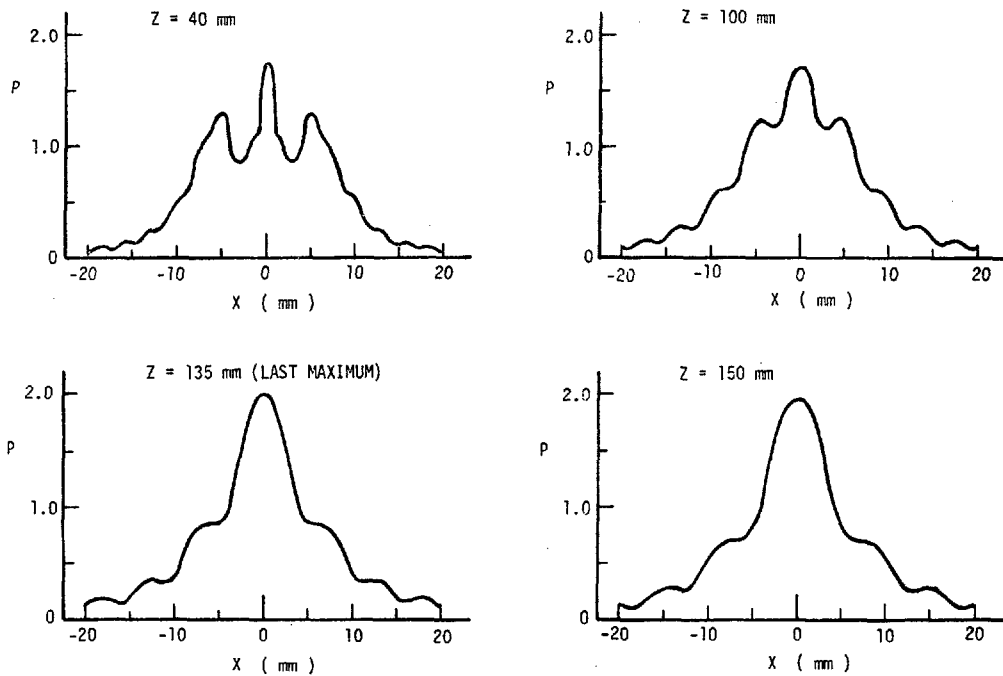 Z = 40 mm
2.0
P
1.0
0
-20 -10 0 10 20
X ( mm )
Z = 100 mm
2.0
P
1.0
0
-20 -10 0 10 20
X ( mm )
Z = 135 mm (LAST MAXIMUM)
2.0
P
1.0
0
-20 -10 0 10 20
X ( mm )
Z = 150 mm
2.0
P
1.0
0
-20 -10 0 10 20
X ( mm )